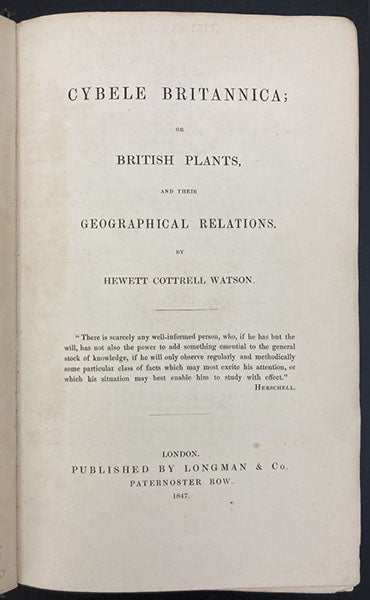 CYBELE BRITANNICA;
OR
BRITISH PLANTS,
AND THEIR
GEOGRAPHICAL RELATIONS.
BY
HEWETT COTTRELL WATSON.
"There is scarcely any well-informed person, who, if he has but the
will, has not also the power to add something essential to the general
stock of knowledge, if he will only observe regularly and methodically
some particular class of facts which may most excite his attention, or
which his situation may best enable him to study with effect."
HERSCHELL.
LONDON.
PUBLISHED BY LONGMAN & Co.
PATERNOSTER ROW.
1847.